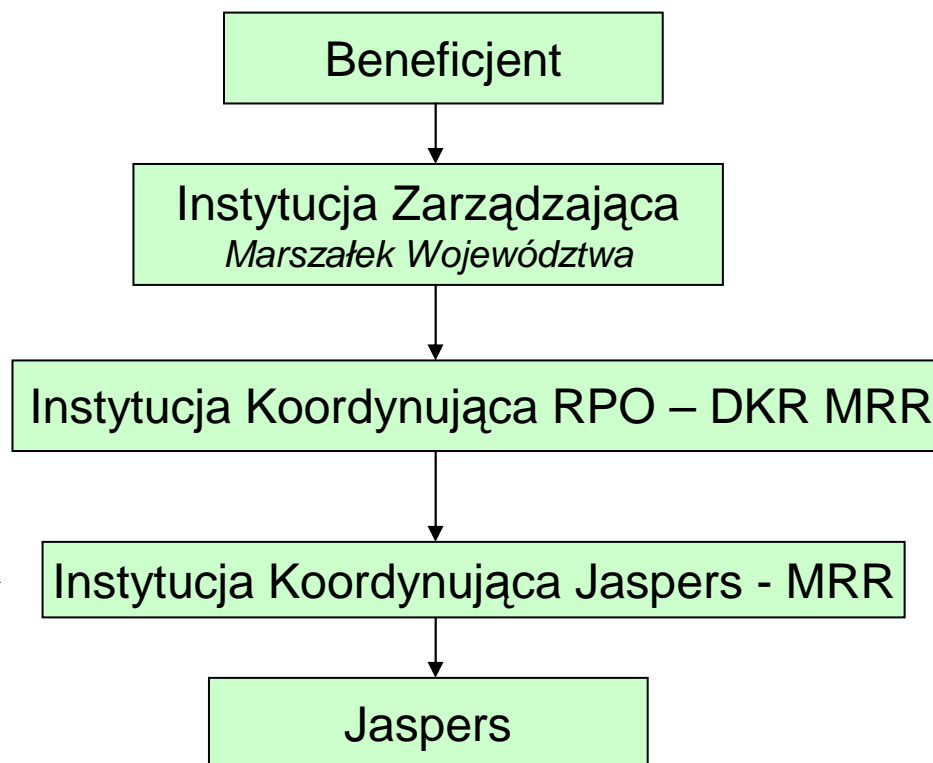 Beneficjent
Instytucja Zarządzająca
Marszałek Województwa
Instytucja Koordynująca RPO – DKR MRR
Instytucja Koordynująca Jaspers - MRR
Jaspers